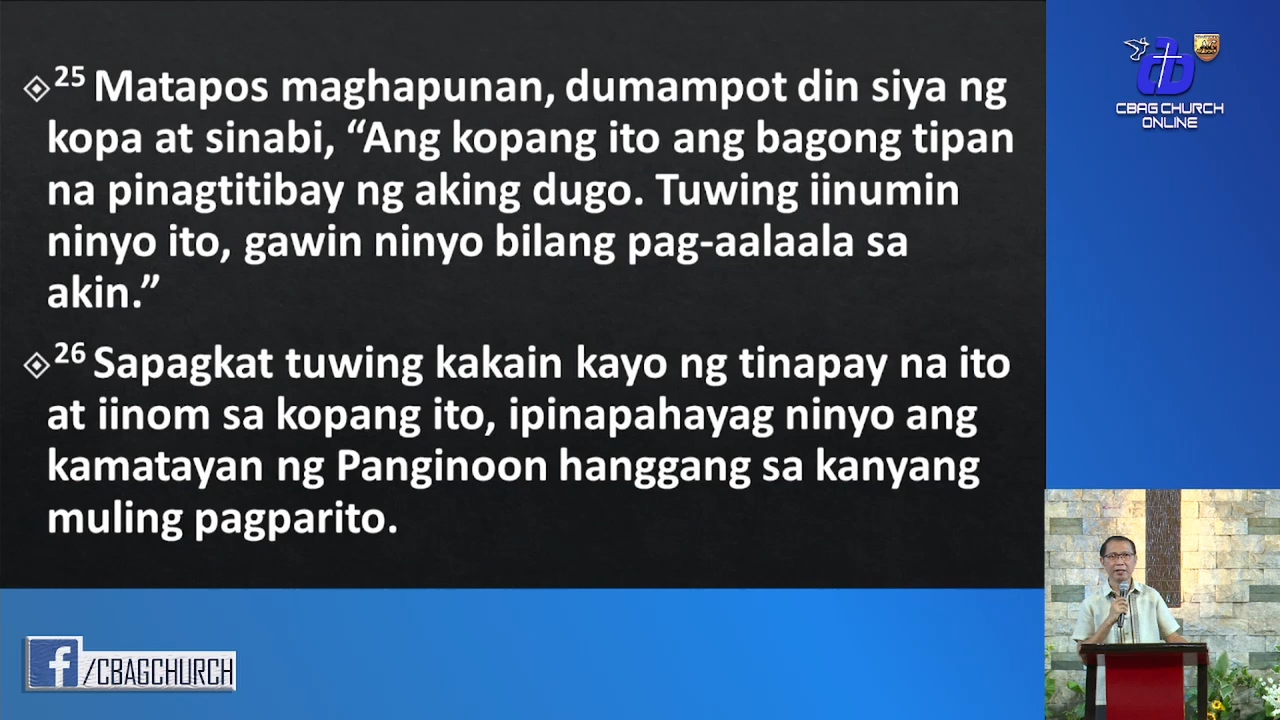 25 Matapos maghapunan, dumampot din siya ng
kopa at sinabi, “Ang kopang ito ang bagong tipan
na pinagtitibay ng aking dugo. Tuwing iinumin
ninyo ito, gawin ninyo bilang pag-aalaala sa
akin.”
26 Sapagkat tuwing kakain kayo ng tinapay na ito
at iinom sa kopang ito, ipinapahayag ninyo ang
kamatayan ng Panginoon hanggang sa kanyang
muling pagparito.
CBAG CHURCH
ONLINE
f/CBAGCHURCH